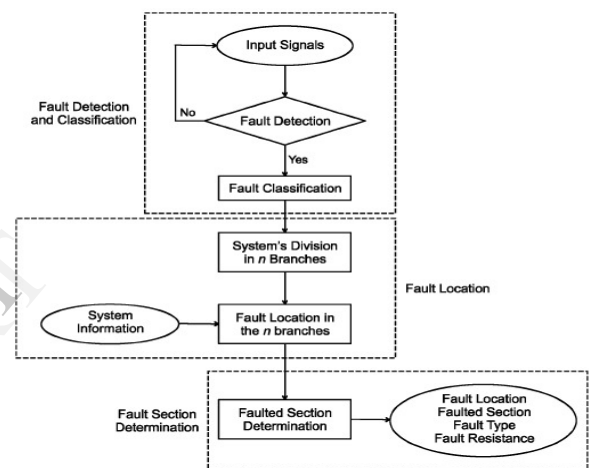 Input Signals
Fault Detection
and Classification
No
Fault Detection
Yes
Fault Classification
System's Division
in n Branches
Fault Location
System
Information
Fault Location in
the n branches
Fault Section
Determination
Faulted Section
Determination
Fault Location
Faulted Section
Fault Type
Fault Resistance